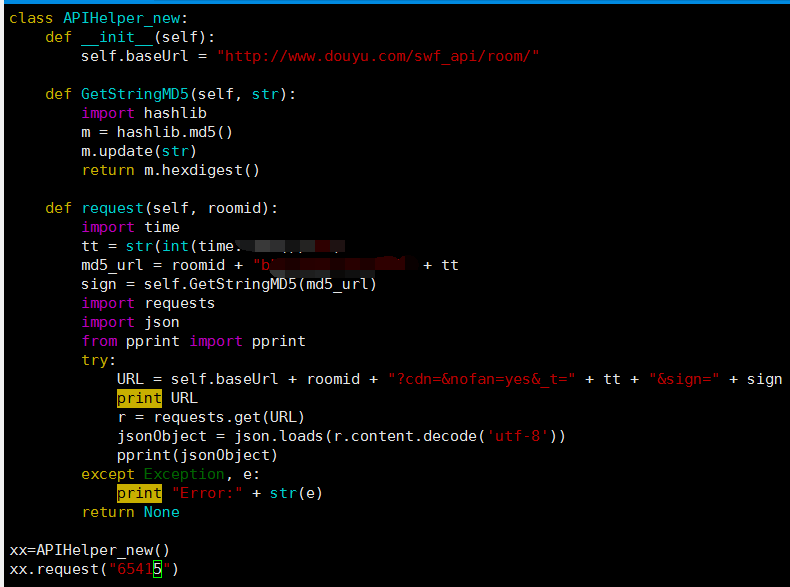 class APIHelper_new:
    def __init__(self):
        self.baseUrl = "http://www.douyu.com/swf_api/room/"

    def GetStringMD5(self, str):
        import hashlib
        m = hashlib.md5()
        m.update(str)
        return m.hexdigest()

    def request(self, roomid):
        import time
        tt = str(int(time.
        md5_url = roomid + "b + tt
        sign = self.GetStringMD5(md5_url)
        import requests
        import json
        from pprint import pprint
        try:
            URL = self.baseUrl + roomid + "?cdn=&nofan=yes&_t=" + tt + "&sign=" + sign
            print URL
            r = requests.get(URL)
            jsonObject = json.loads(r.content.decode('utf-8'))
            pprint(jsonObject)
        except Exception, e:
            print "Error:" + str(e)
        return None

xx=APIHelper_new()
xx.request("65415")